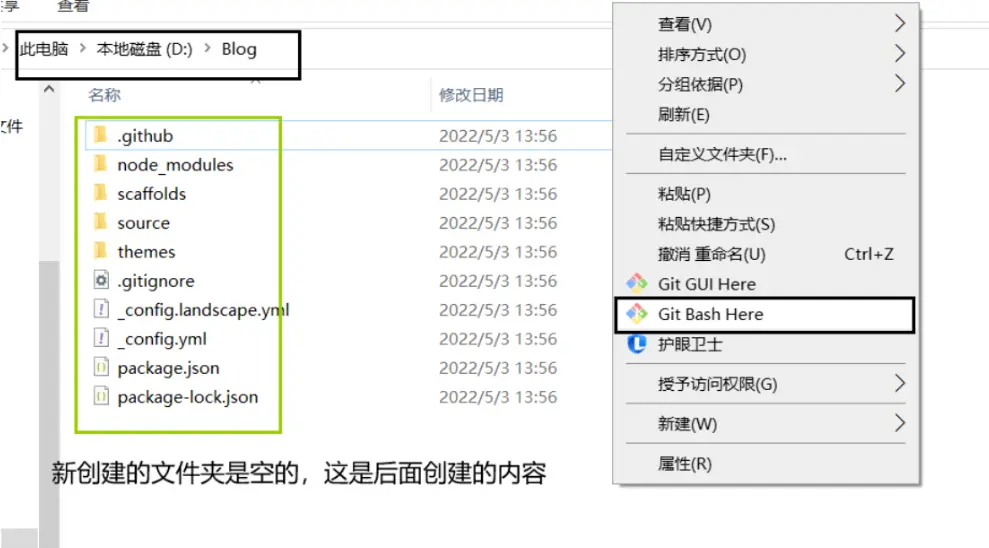 查看
此电脑 > 本地磁盘 (D:) > Blog
名称
修改日期
文件
.github 2022/5/3 13:56
node_modules 2022/5/3 13:56
scaffolds 2022/5/3 13:56
source 2022/5/3 13:56
themes 2022/5/3 13:56
.gitignore 2022/5/3 13:56
_config.landscape.yml 2022/5/3 13:56
_config.yml 2022/5/3 13:56
package.json 2022/5/3 13:56
package-lock.json 2022/5/3 13:56
新创建的文件夹是空的，这是后面创建的内容
查看(V)
排序方式(O)
分组依据(P)
刷新(E)
自定义文件夹(F)...
粘贴(P)
粘贴快捷方式(S)
撤消 重命名(U) Ctrl+Z
Git GUI Here
Git Bash Here
护眼卫士
授予访问权限(G)
新建(W)
属性(R)